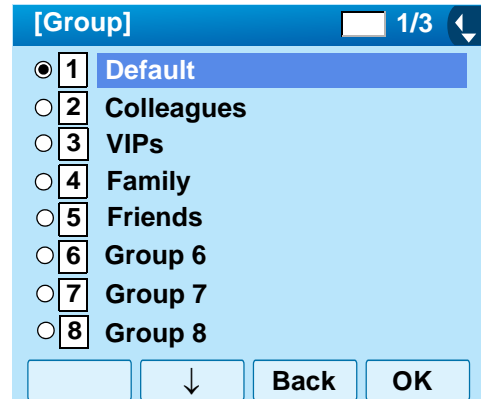 [Group] 1/3
1 Default
2 Colleagues
3 VIPs
4 Family
5 Friends
6 Group 6
7 Group 7
8 Group 8
↓ Back OK